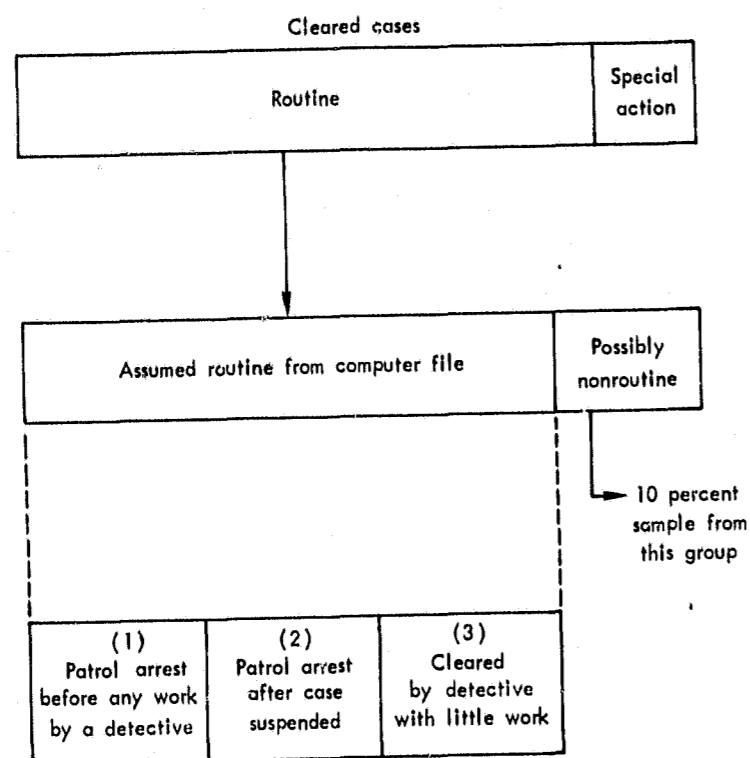 Cleared cases
Routine
Special
action
Assumed routine from computer file
Possibly
nonroutine
10 percent
sample from
this group
(1)
Patrol arrest
before any work
by a detective
(2)
Patrol arrest
after case
suspended
(3)
Cleared
by detective
with little work